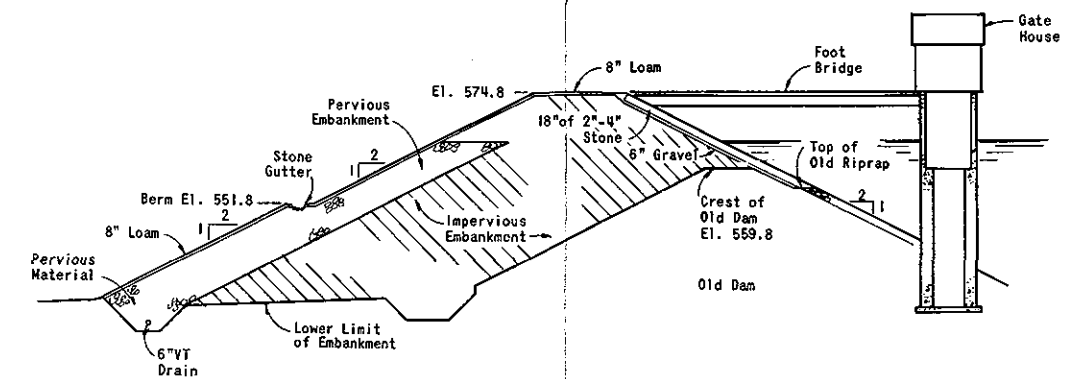 Gate
House
Foot
Bridge
8" Loam
El. 574.8
Pervious
Embankment
18" of 2"-4"
Stone
6" Gravel
Top of
Old Riprap
Stone
Gutter
2
1
Berm El. 551.8
2
1
8" Loam
Impervious
Embankment
Crest of
Old Dam
El. 559.8
2
1
Pervious
Material
Old Dam
Lower Limit
of Embankment
6" VT
Drain